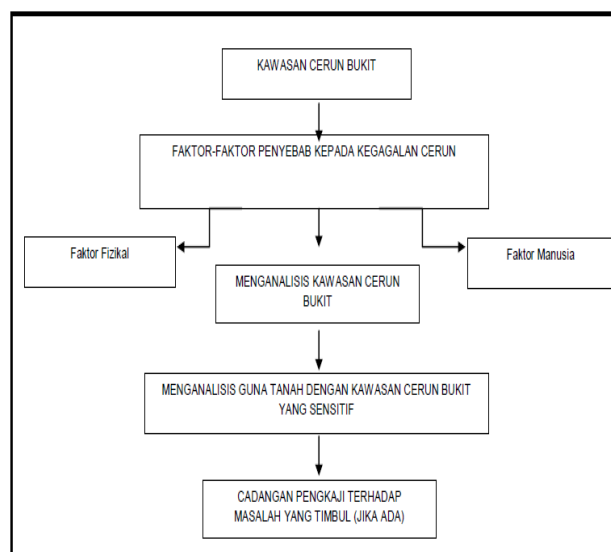 KAWASAN CERUN BUKIT
FAKTOR-FAKTOR PENYEBAB KEPADA KEGAGALAN CERUN
Faktor Fizikal
Faktor Manusia
MENGANALISIS KAWASAN CERUN
BUKIT
MENGANALISIS GUNA TANAH DENGAN KAWASAN CERUN BUKIT
YANG SENSITIF
CADANGAN PENGKAJI TERHADAP
MASALAH YANG TIMBUL (JIKA ADA)